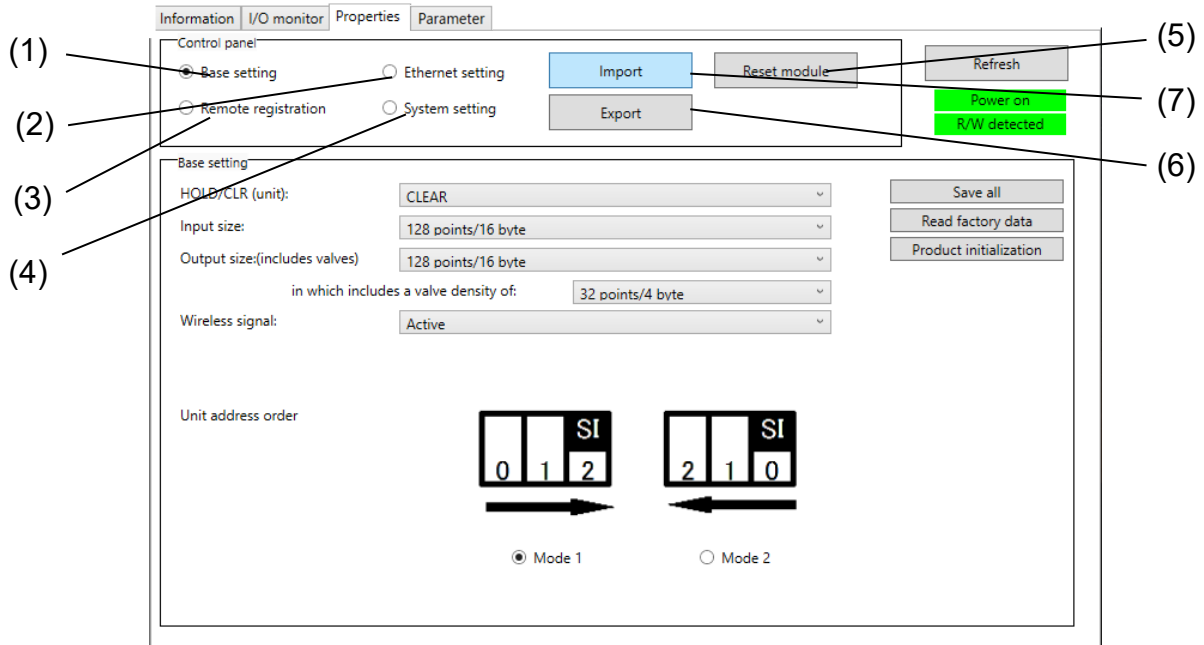 Information I/O monitor Properties Parameter
Control panel
(1) Base setting Ethernet setting Import Reset module Refresh (5)
(2) Remote registration System setting Export Power on (7)
R/W detected
(3) (6)
(4)
Base setting
HOLD/CLR (unit): CLEAR Save all
Input size: 128 points/16 byte Read factory data
Output size:(includes valves) 128 points/16 byte Product initialization
in which includes a valve density of: 32 points/4 byte
Wireless signal: Active
Unit address order
SI SI
0 1 2 2 1 0
Mode 1 Mode 2